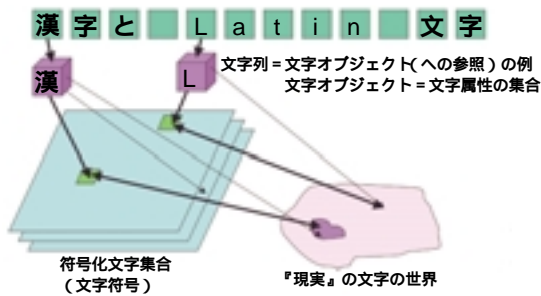 漢字と Latin 文字
漢
L
文字列＝文字オブジェクト(への参照)の例
文字オブジェクト＝文字属性の集合
符号化文字集合
(文字符号)
『現実』の文字の世界